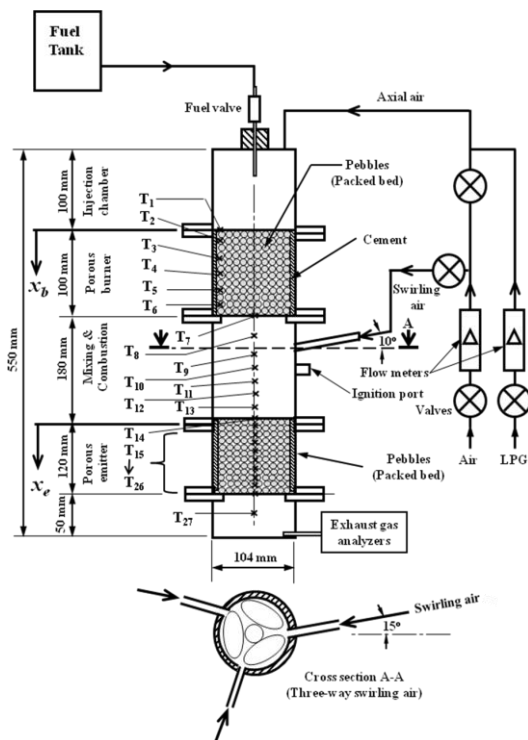 Fuel
Tank
Fuel valve
Axial air
Pebbles
(Packed bed)
Cement
Swirling
air
A
10°
Flow meters
Ignition port
Valves
Air
LPG
Pebbles
(Packed bed)
Exhaust gas
analyzers
550 mm
100 mm
Injection
chamber
100 mm
Porous
burner
180 mm
Mixing &
Combustion
120 mm
Porous
emitter
50 mm
x_b
x_e
T1
T2
T3
T4
T5
T6
T7
T8
T9
T10
T11
T12
T13
T14
T15
T26
T27
104 mm
Swirling air
15°
Cross section A-A
(Three-way swirling air)